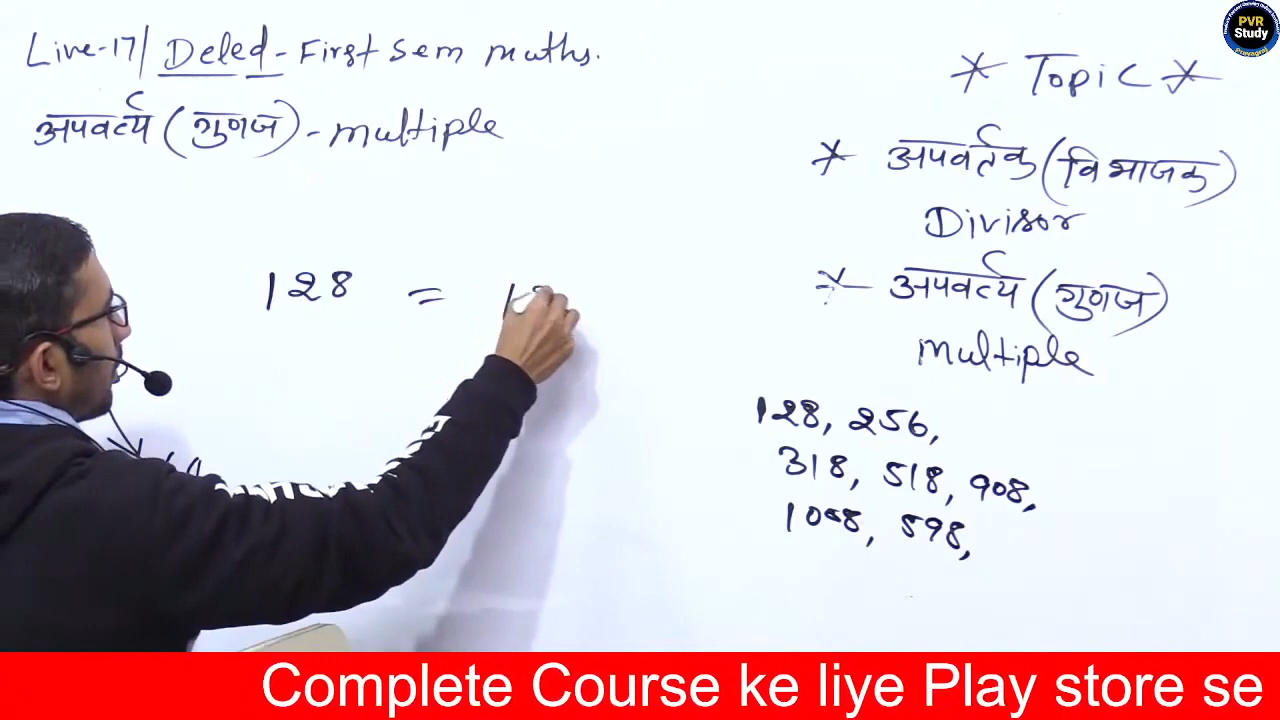 Live-17/ Deled - First Sem maths.
अपवर्त्य (गुणज) - multiple
128 =
* Topic *
* अपवर्तक (विभाजक)
Divisor
* अपवर्त्य (गुणज)
multiple
128, 256,
318, 518, 908,
1058, 598,
PVR
Study
Prayagraj
Complete Course ke liye Play store se